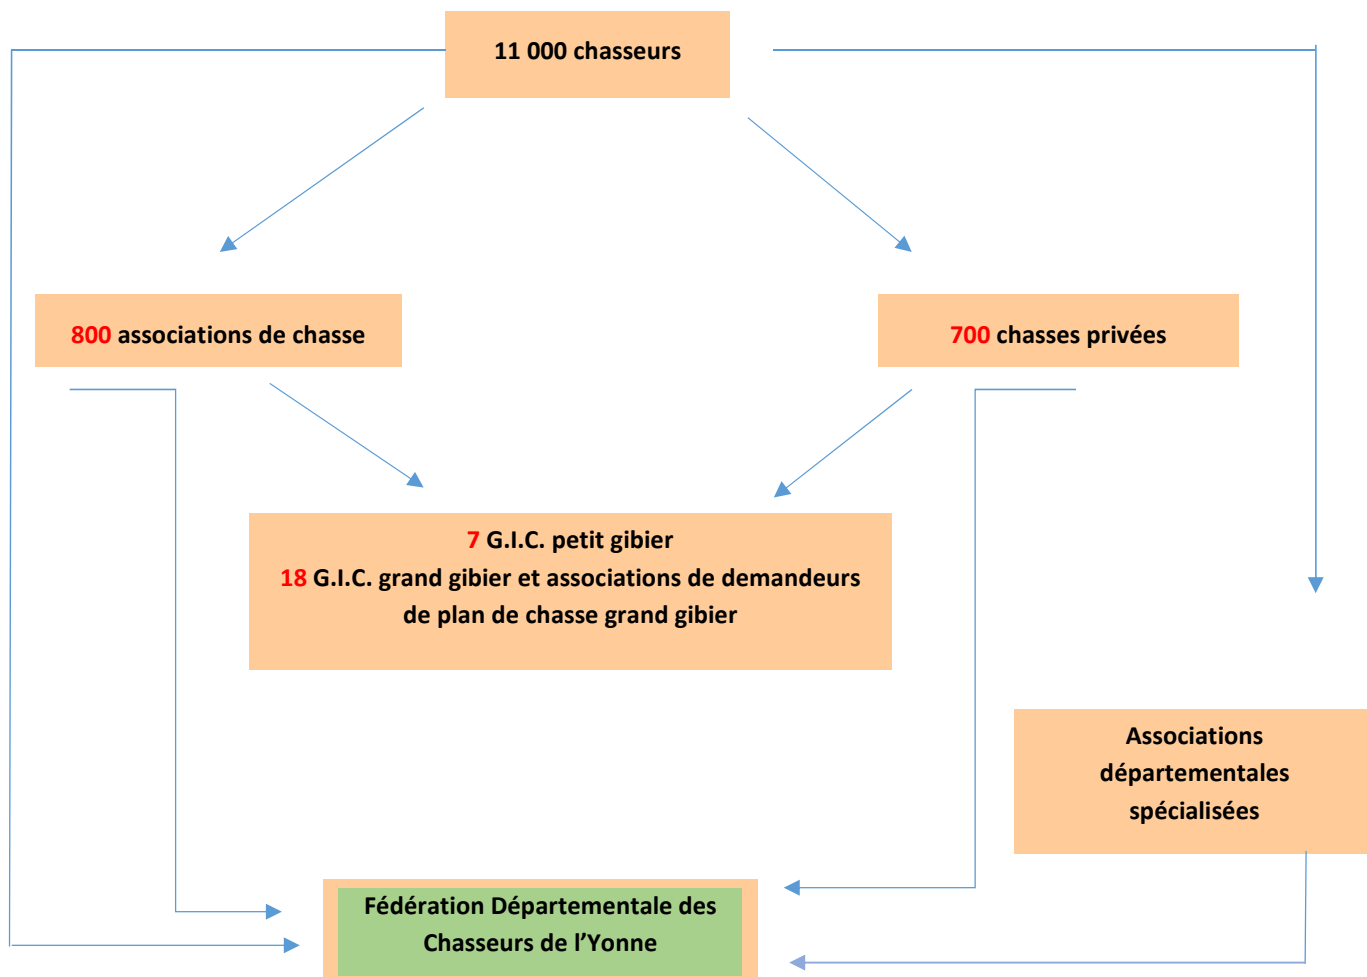 11 000 chasseurs
800 associations de chasse
700 chasses privées
7 G.I.C. petit gibier
18 G.I.C. grand gibier et associations de demandeurs
de plan de chasse grand gibier
Associations
départementales
spécialisées
Fédération Départementale des
Chasseurs de l’Yonne